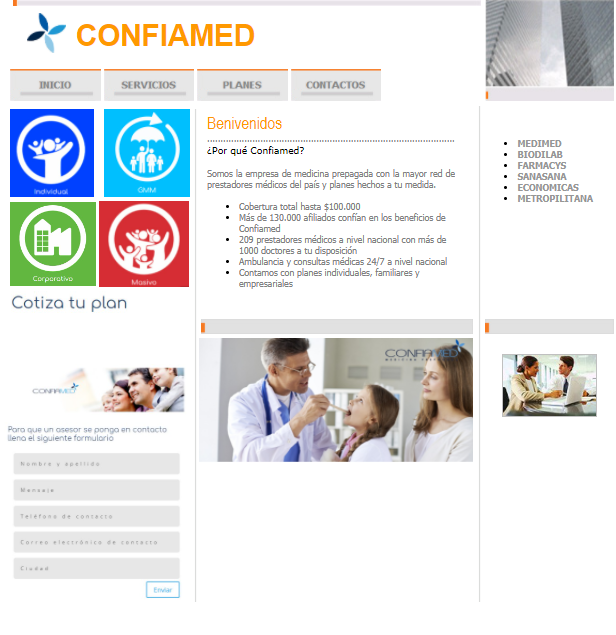 CONFIAMED
INICIO
SERVICIOS
PLANES
CONTACTOS
Individual
GMM
Corporativo
Masivo
Cotiza tu plan
CONFIAMED
Para que un asesor se ponga en contacto
llena el siguiente formulario
Nombre y apellido
Mensaje
Teléfono de contacto
Correo electrónico de contacto
Ciudad
Enviar
Benivenidos
¿Por qué Confiamed?
Somos la empresa de medicina prepagada con la mayor red de
prestadores médicos del país y planes hechos a tu medida.
Cobertura total hasta $100.000
Más de 130.000 afiliados confían en los beneficios de
Confiamed
209 prestadores médicos a nivel nacional con más de
1000 doctores a tu disposición
Ambulancia y consultas médicas 24/7 a nivel nacional
Contamos con planes individuales, familiares y
empresariales
CONFIAMED
MEDICINA PREPAGADA
MEDIMED
BIODILAB
FARMACYS
SANASANA
ECONOMICAS
METROPILITANA